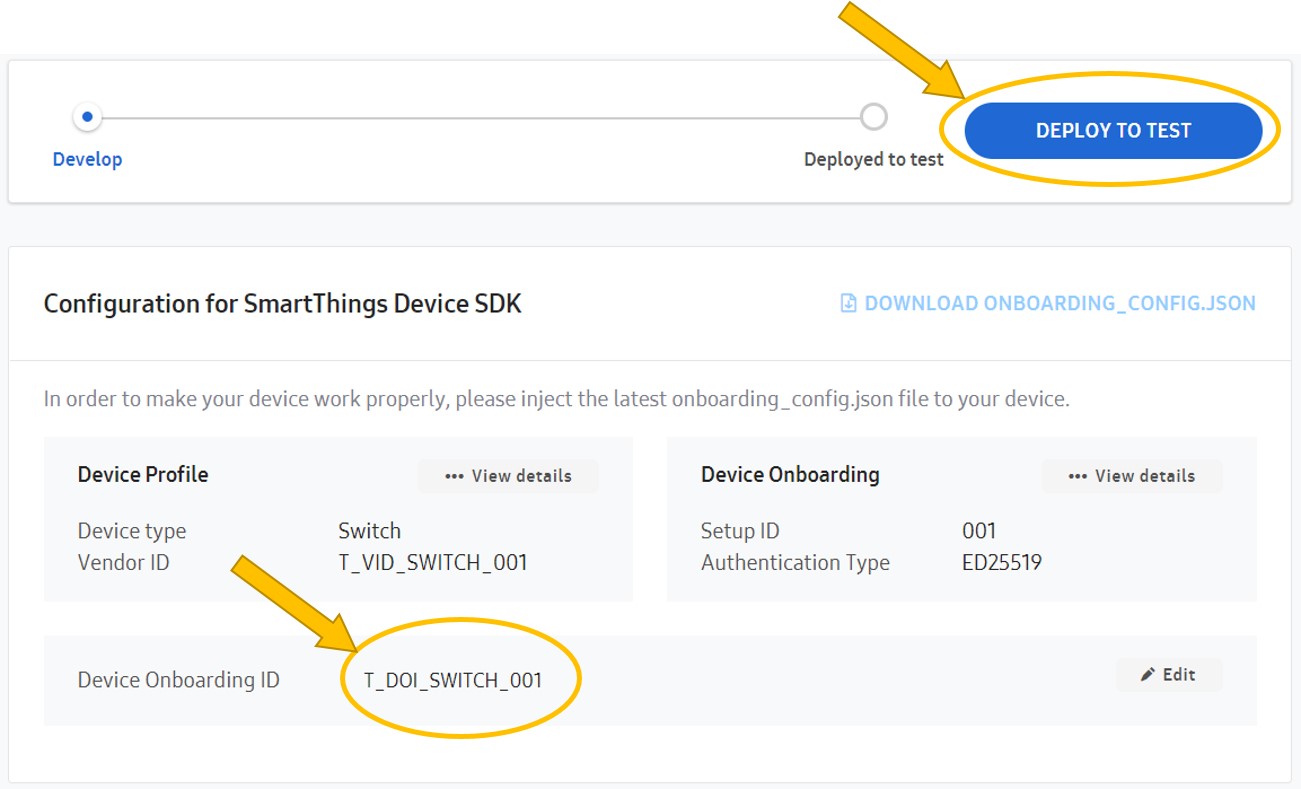 Develop
Deployed to test
DEPLOY TO TEST
Configuration for SmartThings Device SDK
DOWNLOAD ONBOARDING_CONFIG.JSON
In order to make your device work properly, please inject the latest onboarding_config.json file to your device.
Device Profile
••• View details
Device type Switch
Vendor ID T_VID_SWITCH_001
Device Onboarding
••• View details
Setup ID 001
Authentication Type ED25519
Device Onboarding ID T_DOI_SWITCH_001
Edit